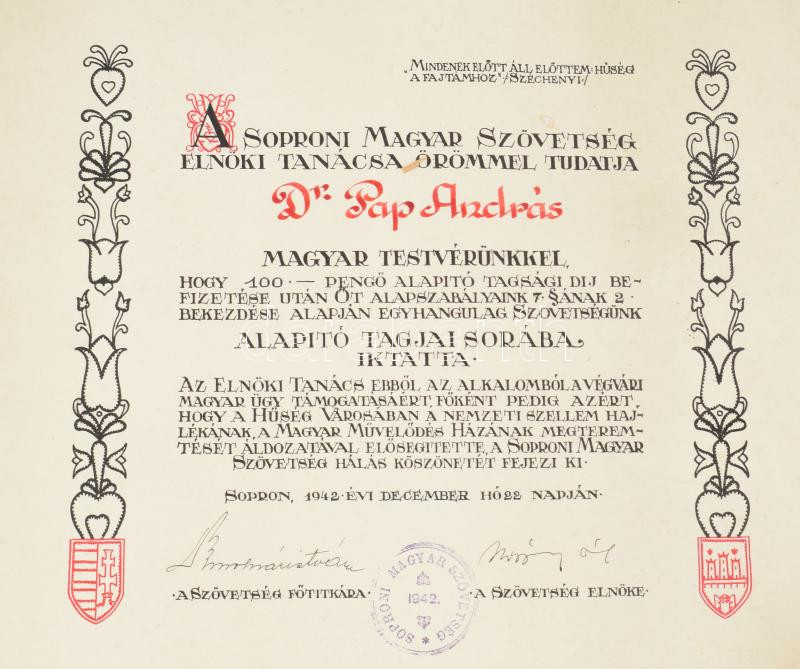 „MINDENEK ELŐTT ÁLL ELŐTTEM: HŰSÉG
A FAJTÁMHOZ"/SZÉCHENYI/
A SOPRONI MAGYAR SZÖVETSÉG
ELNÖKI TANÁCSA ÖRÖMMEL TUDATJA
Dr. Pap András
MAGYAR TESTVÉRÜNKKEL,
HOGY 100.— PENGŐ ALAPITÓ TAGSÁGI DIJ BE-
FIZETÉSE UTÁN ŐT ALAPSZABÁLYAINK 7. §ÁNAK 2.
BEKEZDÉSE ALAPJÁN EGYHANGULAG SZÖVETSÉGÜNK
ALAPITÓ TAGJAI SORÁBA
IKTATTA.
AZ ELNÖKI TANÁCS EBBŐL AZ ALKALOMBÓL A VÉGVÁRI
MAGYAR ÜGY TÁMOGATÁSÁÉRT, FŐKÉNT PEDIG AZÉRT,
HOGY A HŰSÉG VÁROSÁBAN A NEMZETI SZELLEM HAJ-
LÉKÁNAK, A MAGYAR MŰVELŐDÉS HÁZÁNAK MEGTEREM-
TÉSÉT ÁLDOZATÁVAL ELŐSEGITETTE, A SOPRONI MAGYAR
SZÖVETSÉG HÁLÁS KÖSZÖNETÉT FEJEZI KI.
SOPRON, 1942. ÉVI DECEMBER HÓ 22 NAPJÁN.
A SZÖVETSÉG FŐTITKÁRA.
SOPRONI MAGYAR SZÖVETSÉG
1942.
A SZÖVETSÉG ELNÖKE.